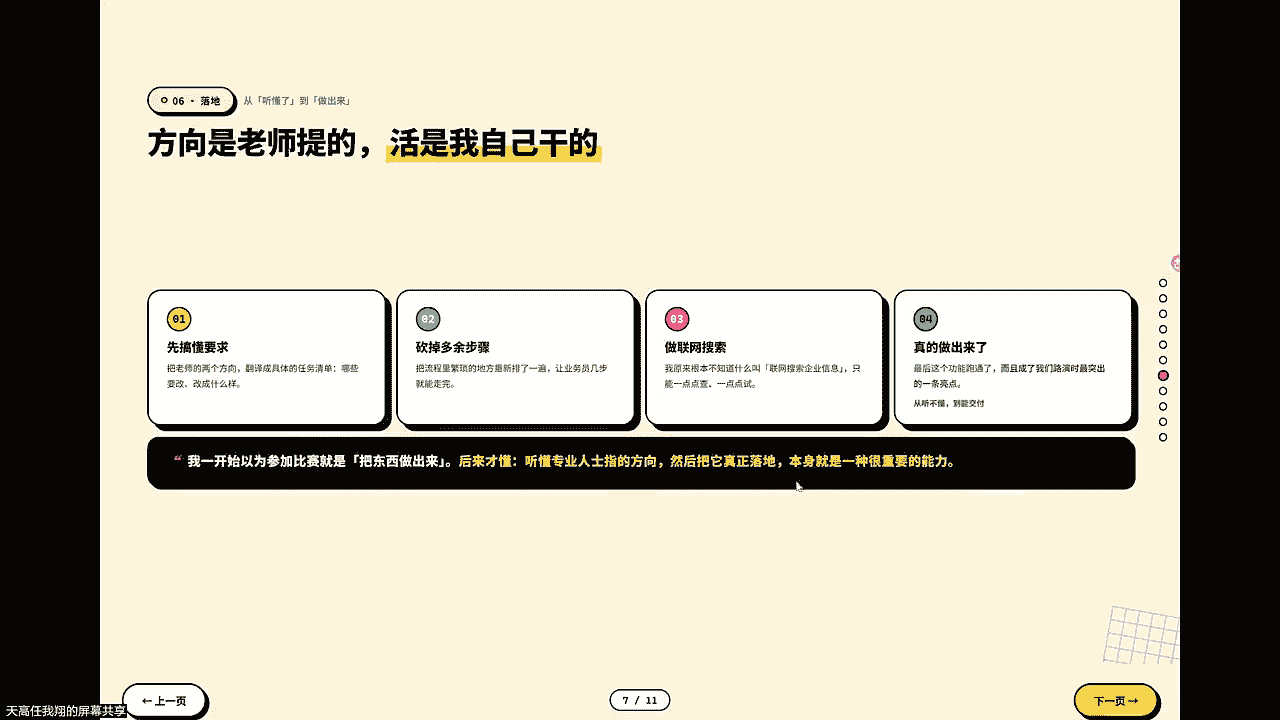 06 · 落地
从「听懂了」到「做出来」
方向是老师提的，活是我自己干的
01
先搞懂要求
把老师的两个方向，翻译成具体的任务清单：哪些
要改、改成什么样。
02
砍掉多余步骤
把流程里繁琐的地方重新排了一遍，让业务员几步
就能走完。
03
做联网搜索
我原来根本不知道什么叫「联网搜索企业信息」，只
能一点点查、一点点试。
04
真的做出来了
最后这个功能跑通了，而且成了我们路演时最突出
的一条亮点。
从听不懂，到能交付
“ 我一开始以为参加比赛就是「把东西做出来」。后来才懂：听懂专业人士指的方向，然后把它真正落地，本身就是一种很重要的能力。
← 上一页
7 / 11
下一页 →
天高任我翔的屏幕共享